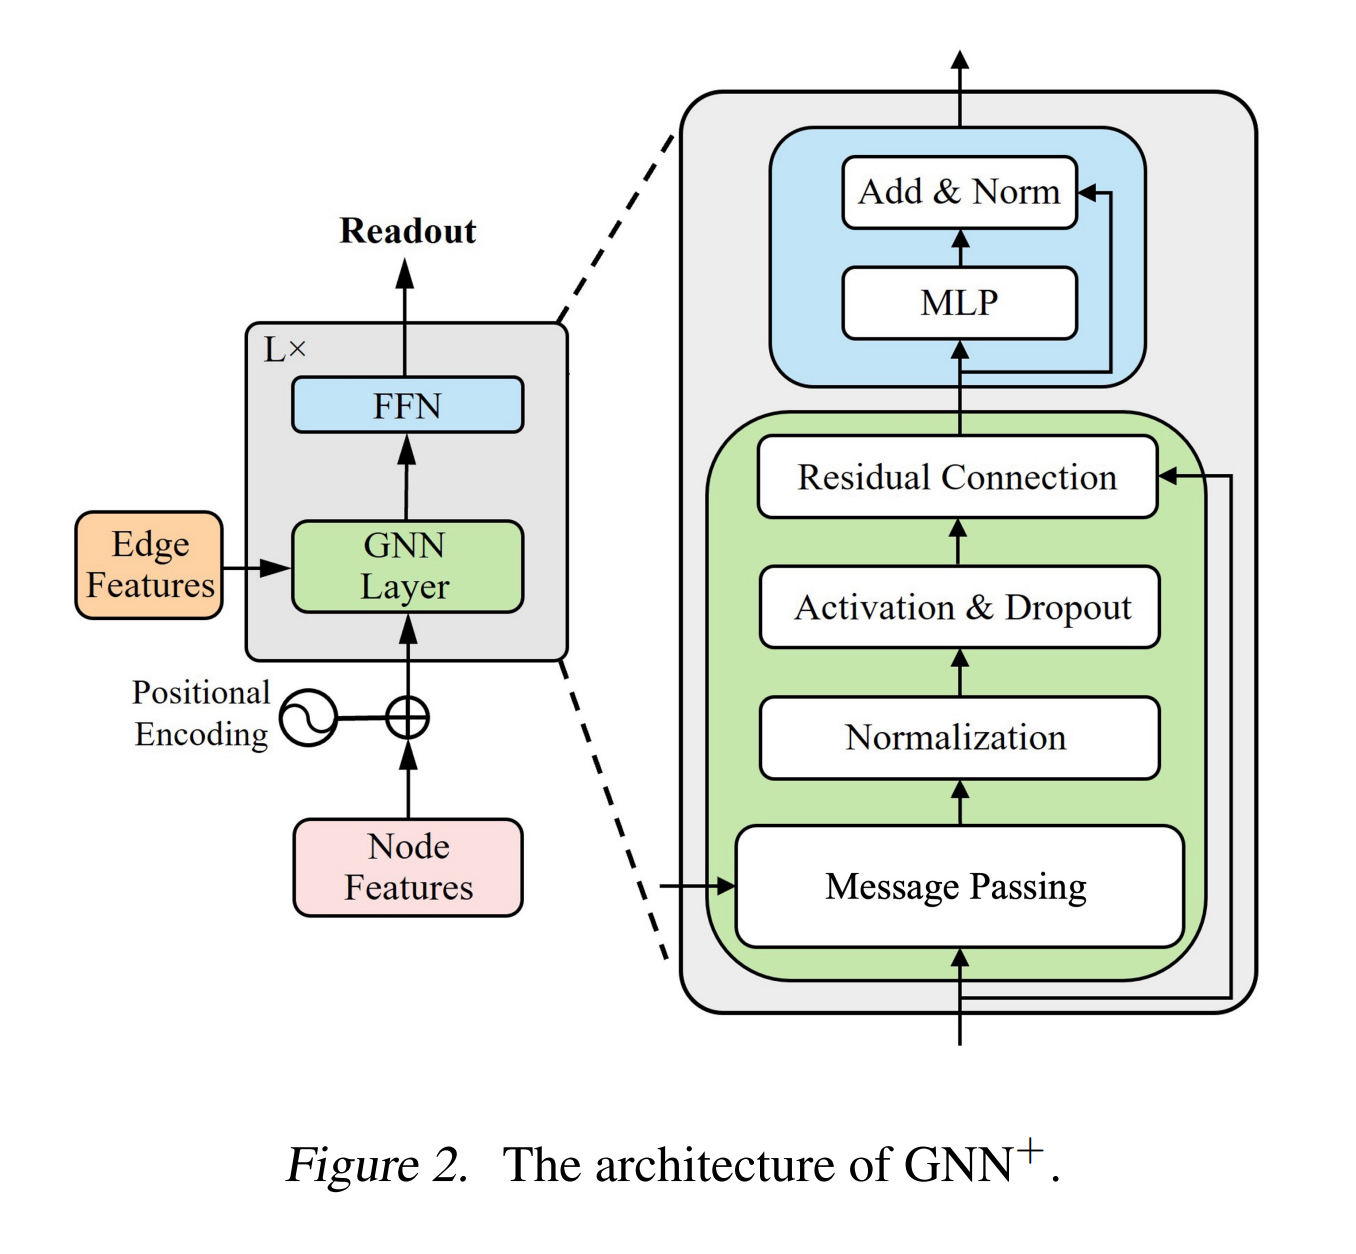 Readout
L×
FFN
GNN
Layer
Edge
Features
Positional
Encoding
Node
Features
Add & Norm
MLP
Residual Connection
Activation & Dropout
Normalization
Message Passing
Figure 2. The architecture of GNN⁺.